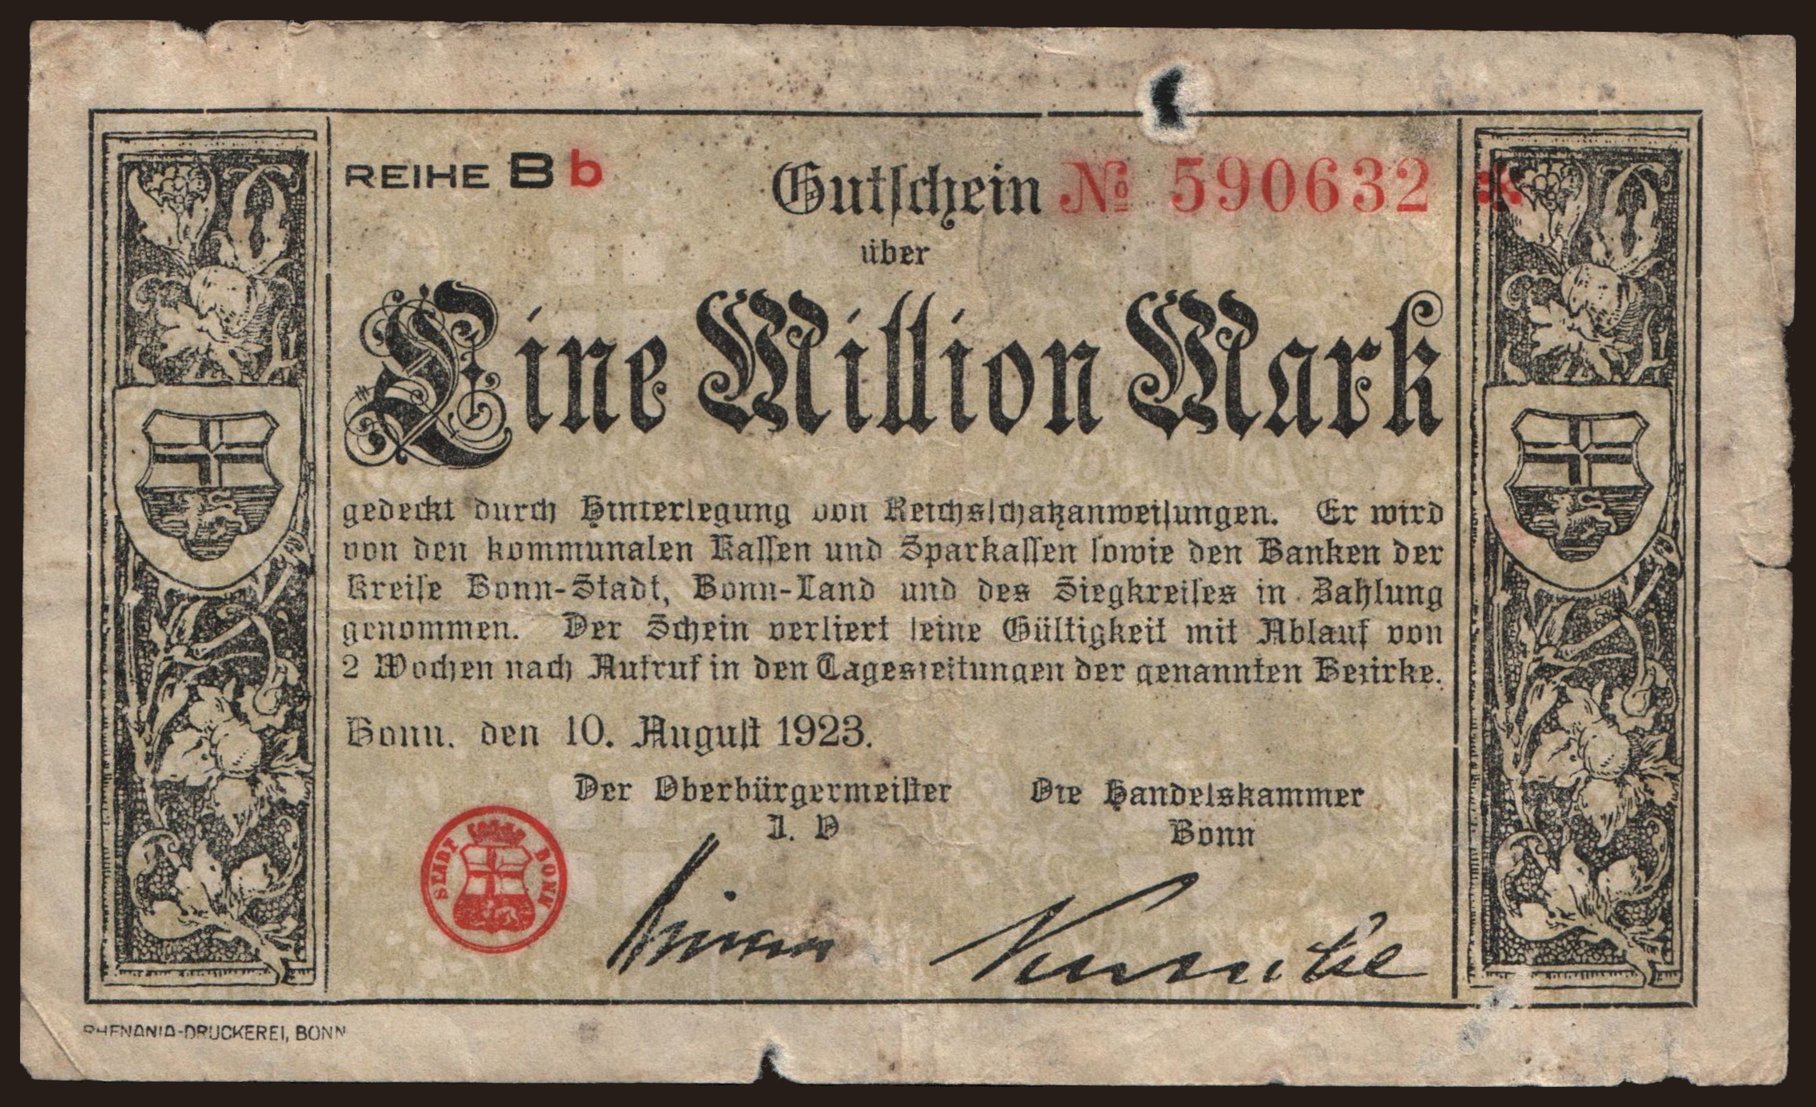 REIHE B b
Gutschein № 590632 *
über
Eine Million Mark
gedeckt durch Hinterlegung von Reichsschatzanweisungen. Er wird
von den kommunalen Kassen und Sparkassen sowie den Banken der
Kreise Bonn-Stadt, Bonn-Land und des Siegkreises in Zahlung
genommen. Der Schein verliert seine Gültigkeit mit Ablauf von
2 Wochen nach Aufruf in den Tageszeitungen der genannten Bezirke.
Bonn, den 10. August 1923.
Der Oberbürgermeister
I. V
Die Handelskammer
Bonn
STADT BONN
RHENANIA-DRUCKEREI, BONN